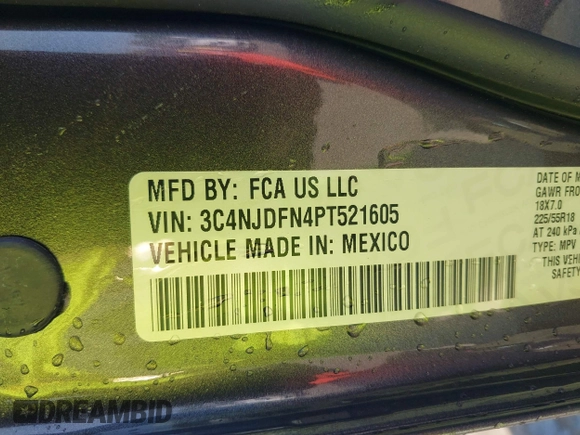 MFD BY: FCA US LLC
VIN: 3C4NJDFN4PT521605
VEHICLE MADE IN: MEXICO
DATE OF M
GAWR FRO
18X7.0
225/55R18
AT 240 kPa
TYPE: MPV
THIS VEHI
SAFETY
DREAMBID